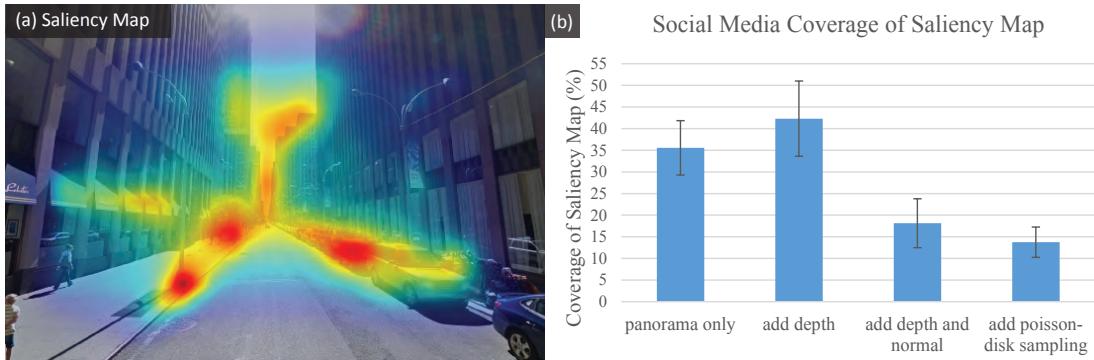 (a) Saliency Map
(b)
Social Media Coverage of Saliency Map
Coverage of Saliency Map (%)
55
50
45
40
35
30
25
20
15
10
5
0
panorama only
add depth
add depth and
normal
add poisson-
disk sampling